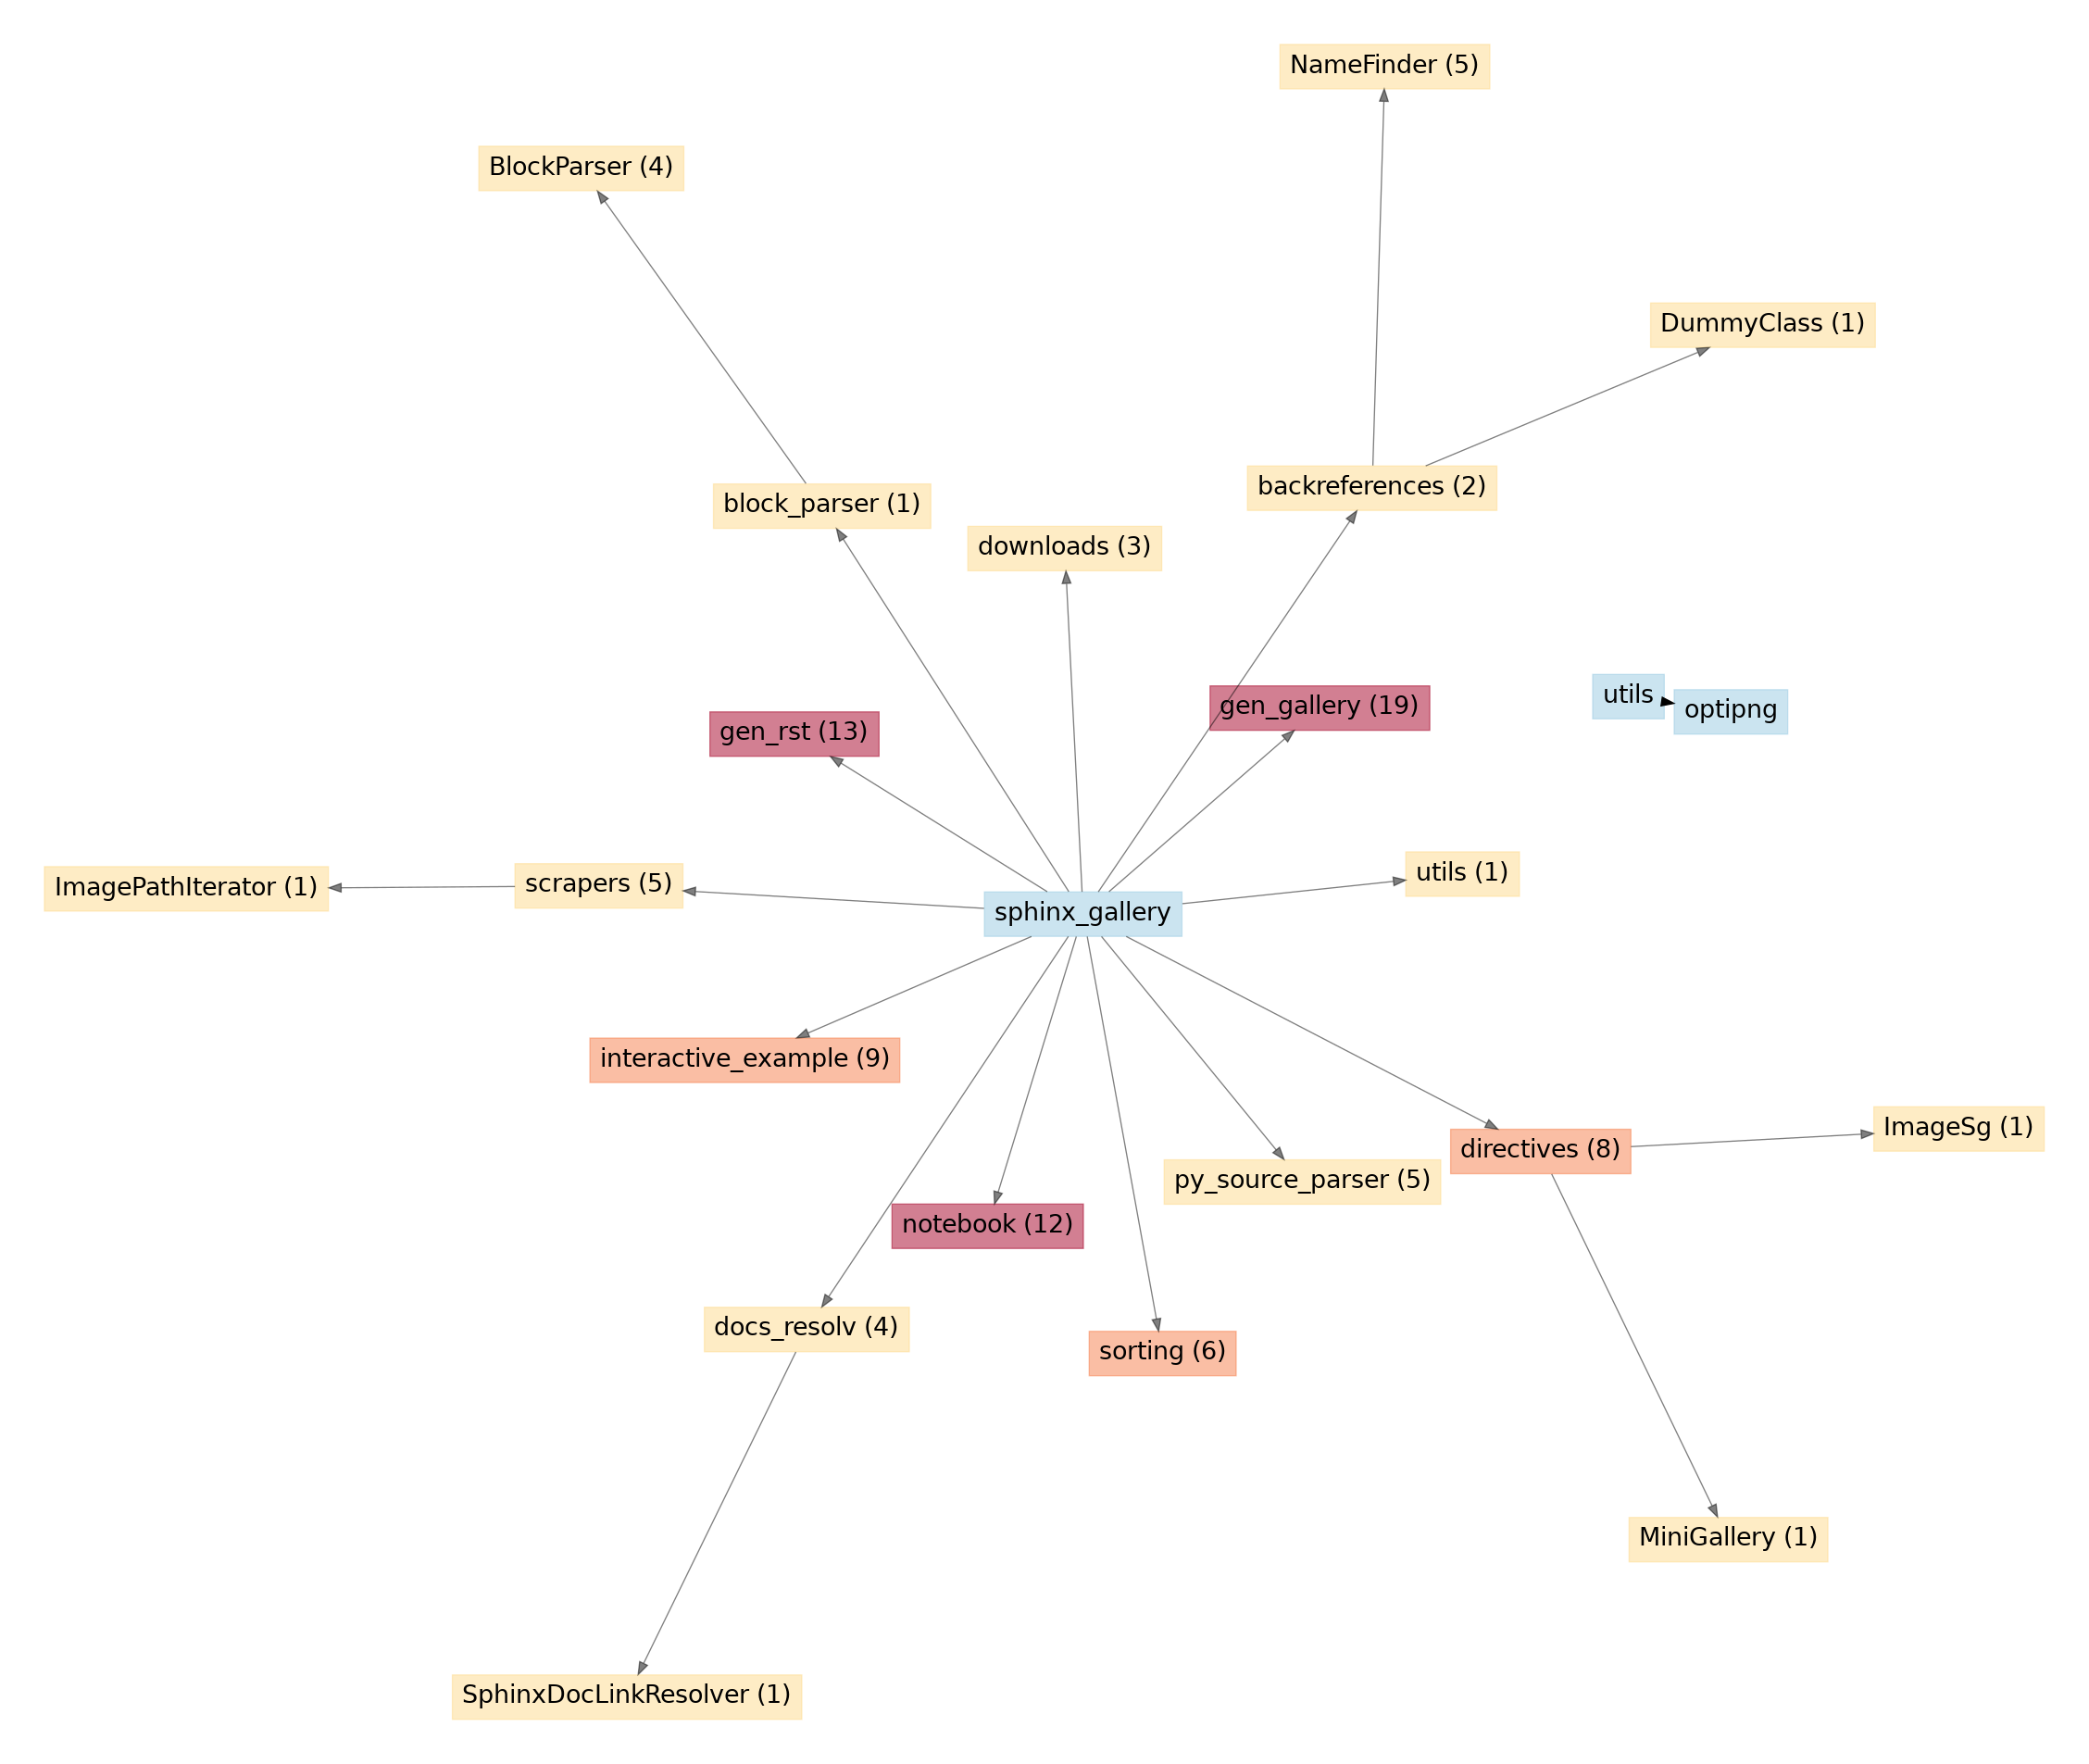 NameFinder (5)
BlockParser (4)
DummyClass (1)
backreferences (2)
block_parser (1)
downloads (3)
utils
optipng
gen_gallery (19)
gen_rst (13)
utils (1)
ImagePathIterator (1)
scrapers (5)
sphinx_gallery
interactive_example (9)
ImageSg (1)
directives (8)
py_source_parser (5)
notebook (12)
docs_resolv (4)
sorting (6)
MiniGallery (1)
SphinxDocLinkResolver (1)